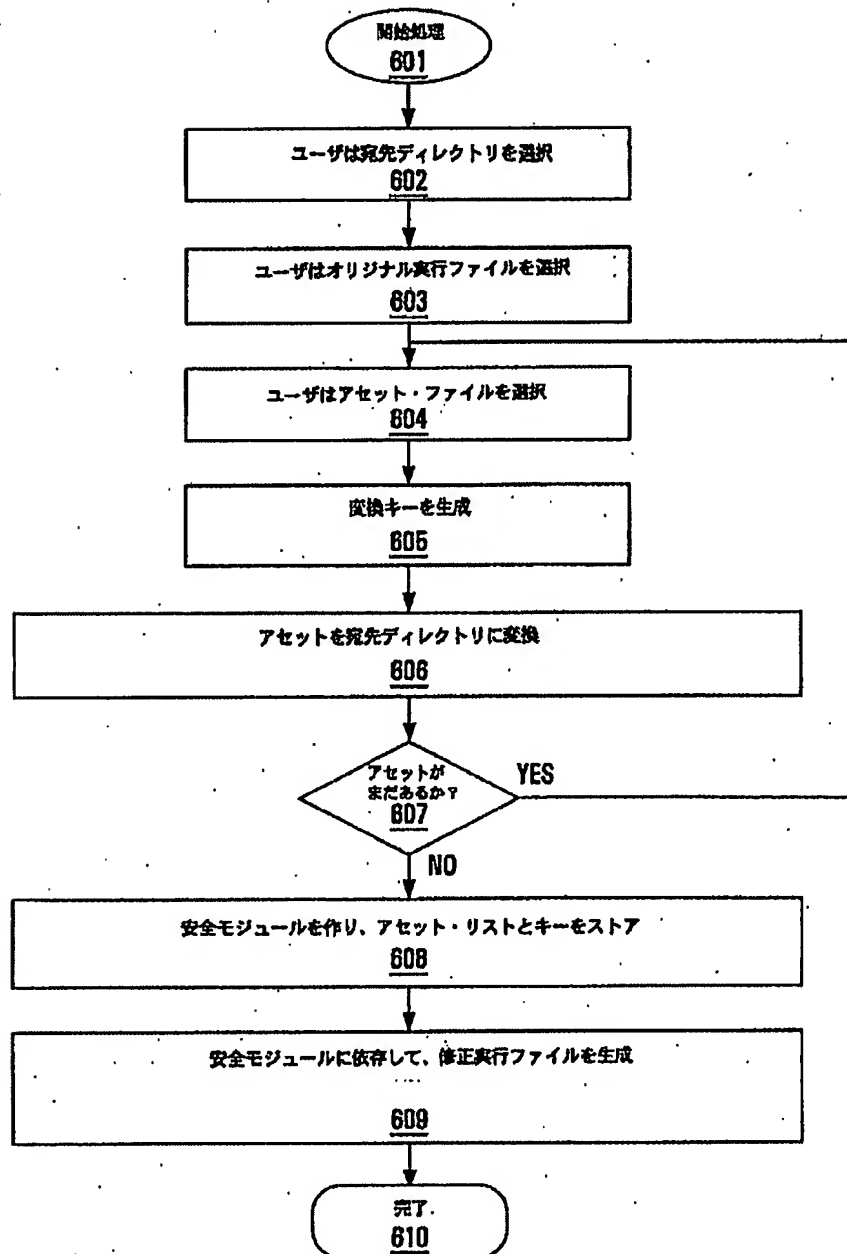 開始処理
601
ユーザは宛先ディレクトリを選択
602
ユーザはオリジナル実行ファイルを選択
603
ユーザはアセット・ファイルを選択
604
変換キーを生成
605
アセットを宛先ディレクトリに変換
606
アセットが
まだあるか?
607
YES
NO
安全モジュールを作り、アセット・リストとキーをストア
608
安全モジュールに依存して、修正実行ファイルを生成
609
完了
610